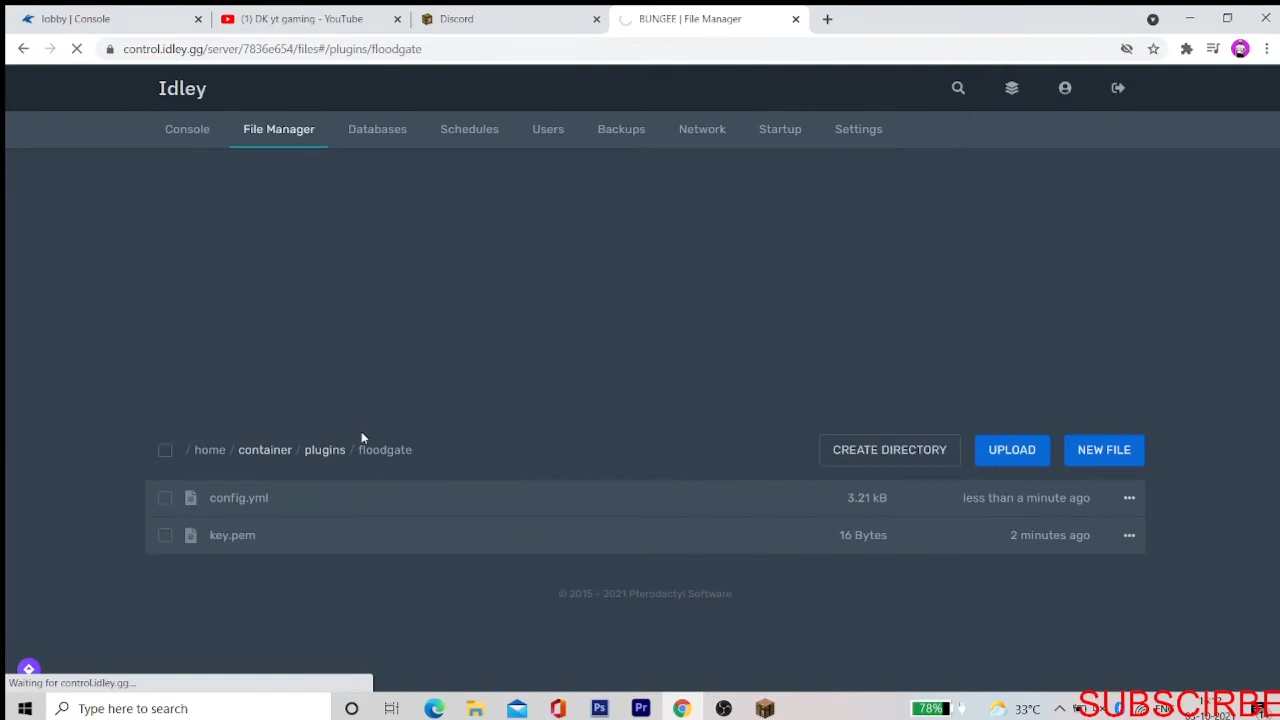 lobby | Console
(1) DK yt gaming - YouTube
Discord
BUNGEE | File Manager
control.idley.gg/server/7836e654/files#/plugins/floodgate
Idley
Console
File Manager
Databases
Schedules
Users
Backups
Network
Startup
Settings
/ home / container / plugins / floodgate
CREATE DIRECTORY
UPLOAD
NEW FILE
config.yml
3.21 kB
less than a minute ago
key.pem
16 Bytes
2 minutes ago
© 2015 - 2021 Pterodactyl Software
Waiting for control.idley.gg...
Type here to search
Ps
Pr
78%
33°C
SUBSCIRBE